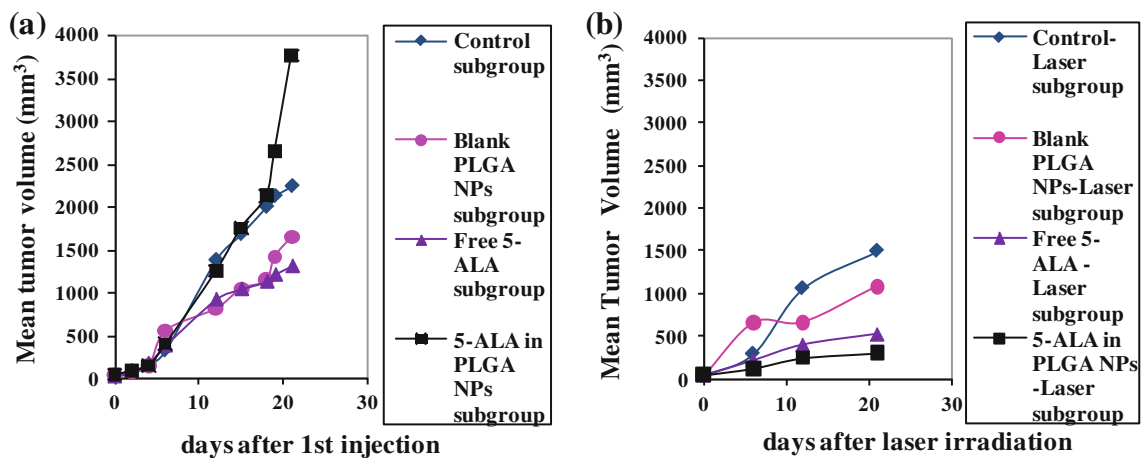 (a)
Mean tumor volume (mm³)
4000
3500
3000
2500
2000
1500
1000
500
0
0
10
20
30
days after 1st injection
Control
subgroup
Blank
PLGA
NPs
subgroup
Free 5-
ALA
subgroup
5-ALA in
PLGA
NPs
subgroup
(b)
Mean Tumor Volume (mm³)
4000
3500
3000
2500
2000
1500
1000
500
0
0
10
20
30
days after laser irradiation
Control-
Laser
subgroup
Blank
PLGA
NPs-Laser
subgroup
Free 5-
ALA -
Laser
subgroup
5-ALA in
PLGA NPs
-Laser
subgroup